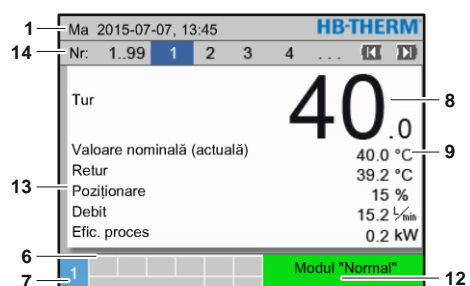 1 Ma 2015-07-07, 13:45 HB-THERM
14 Nr: 1..99 1 2 3 4 ...
Tur 40.0 8
Valoare nominală (actuală) 40.0 °C 9
Retur 39.2 °C
13 Poziționare 15 %
Debit 15.2 L/min
Efic. proces 0.2 kW
6
7 1 Modul "Normal" 12